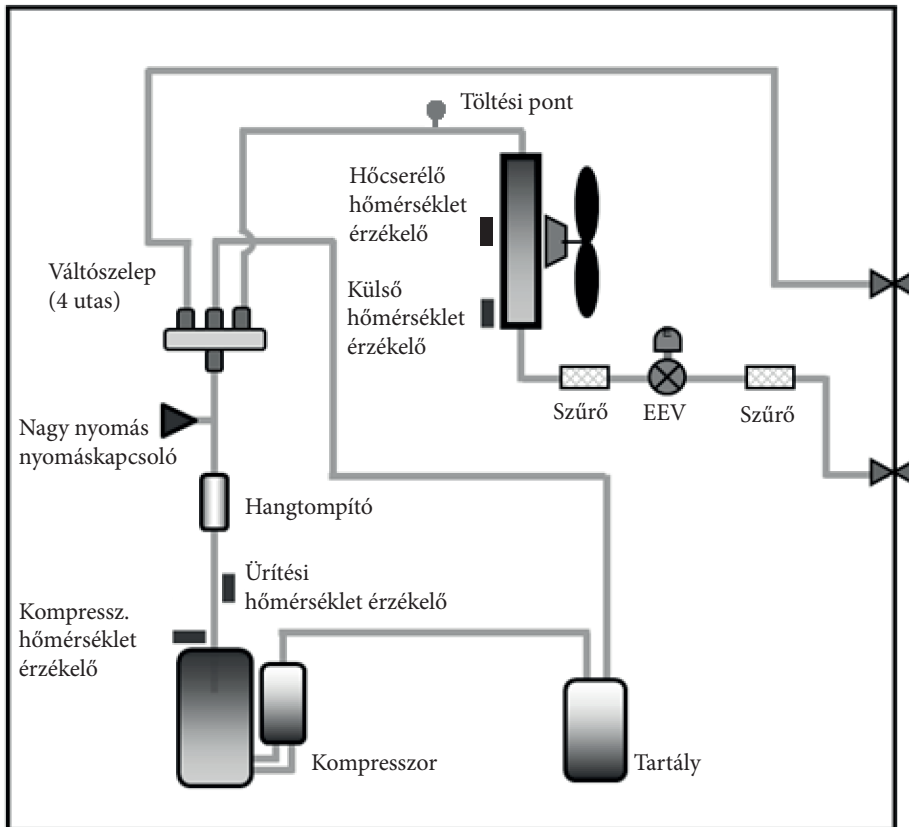 Töltési pont
Hőcserélő
hőmérséklet
érzékelő
Váltószelep
(4 utas)
Külső
hőmérséklet
érzékelő
E
Szűrő
EEV
Szűrő
Nagy nyomás
nyomáskapcsoló
Hangtompító
Ürítési
hőmérséklet érzékelő
Kompressz.
hőmérséklet
érzékelő
Kompresszor
Tartály